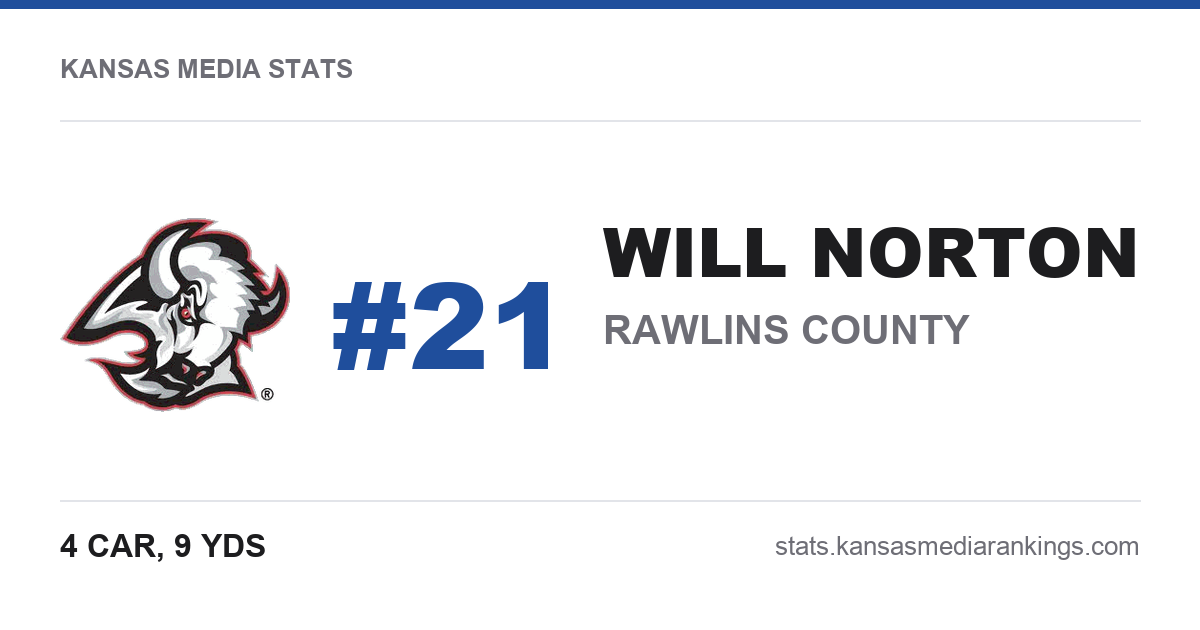 KANSAS MEDIA STATS
®
#21
WILL NORTON
RAWLINS COUNTY
4 CAR, 9 YDS
stats.kansasmediarankings.com